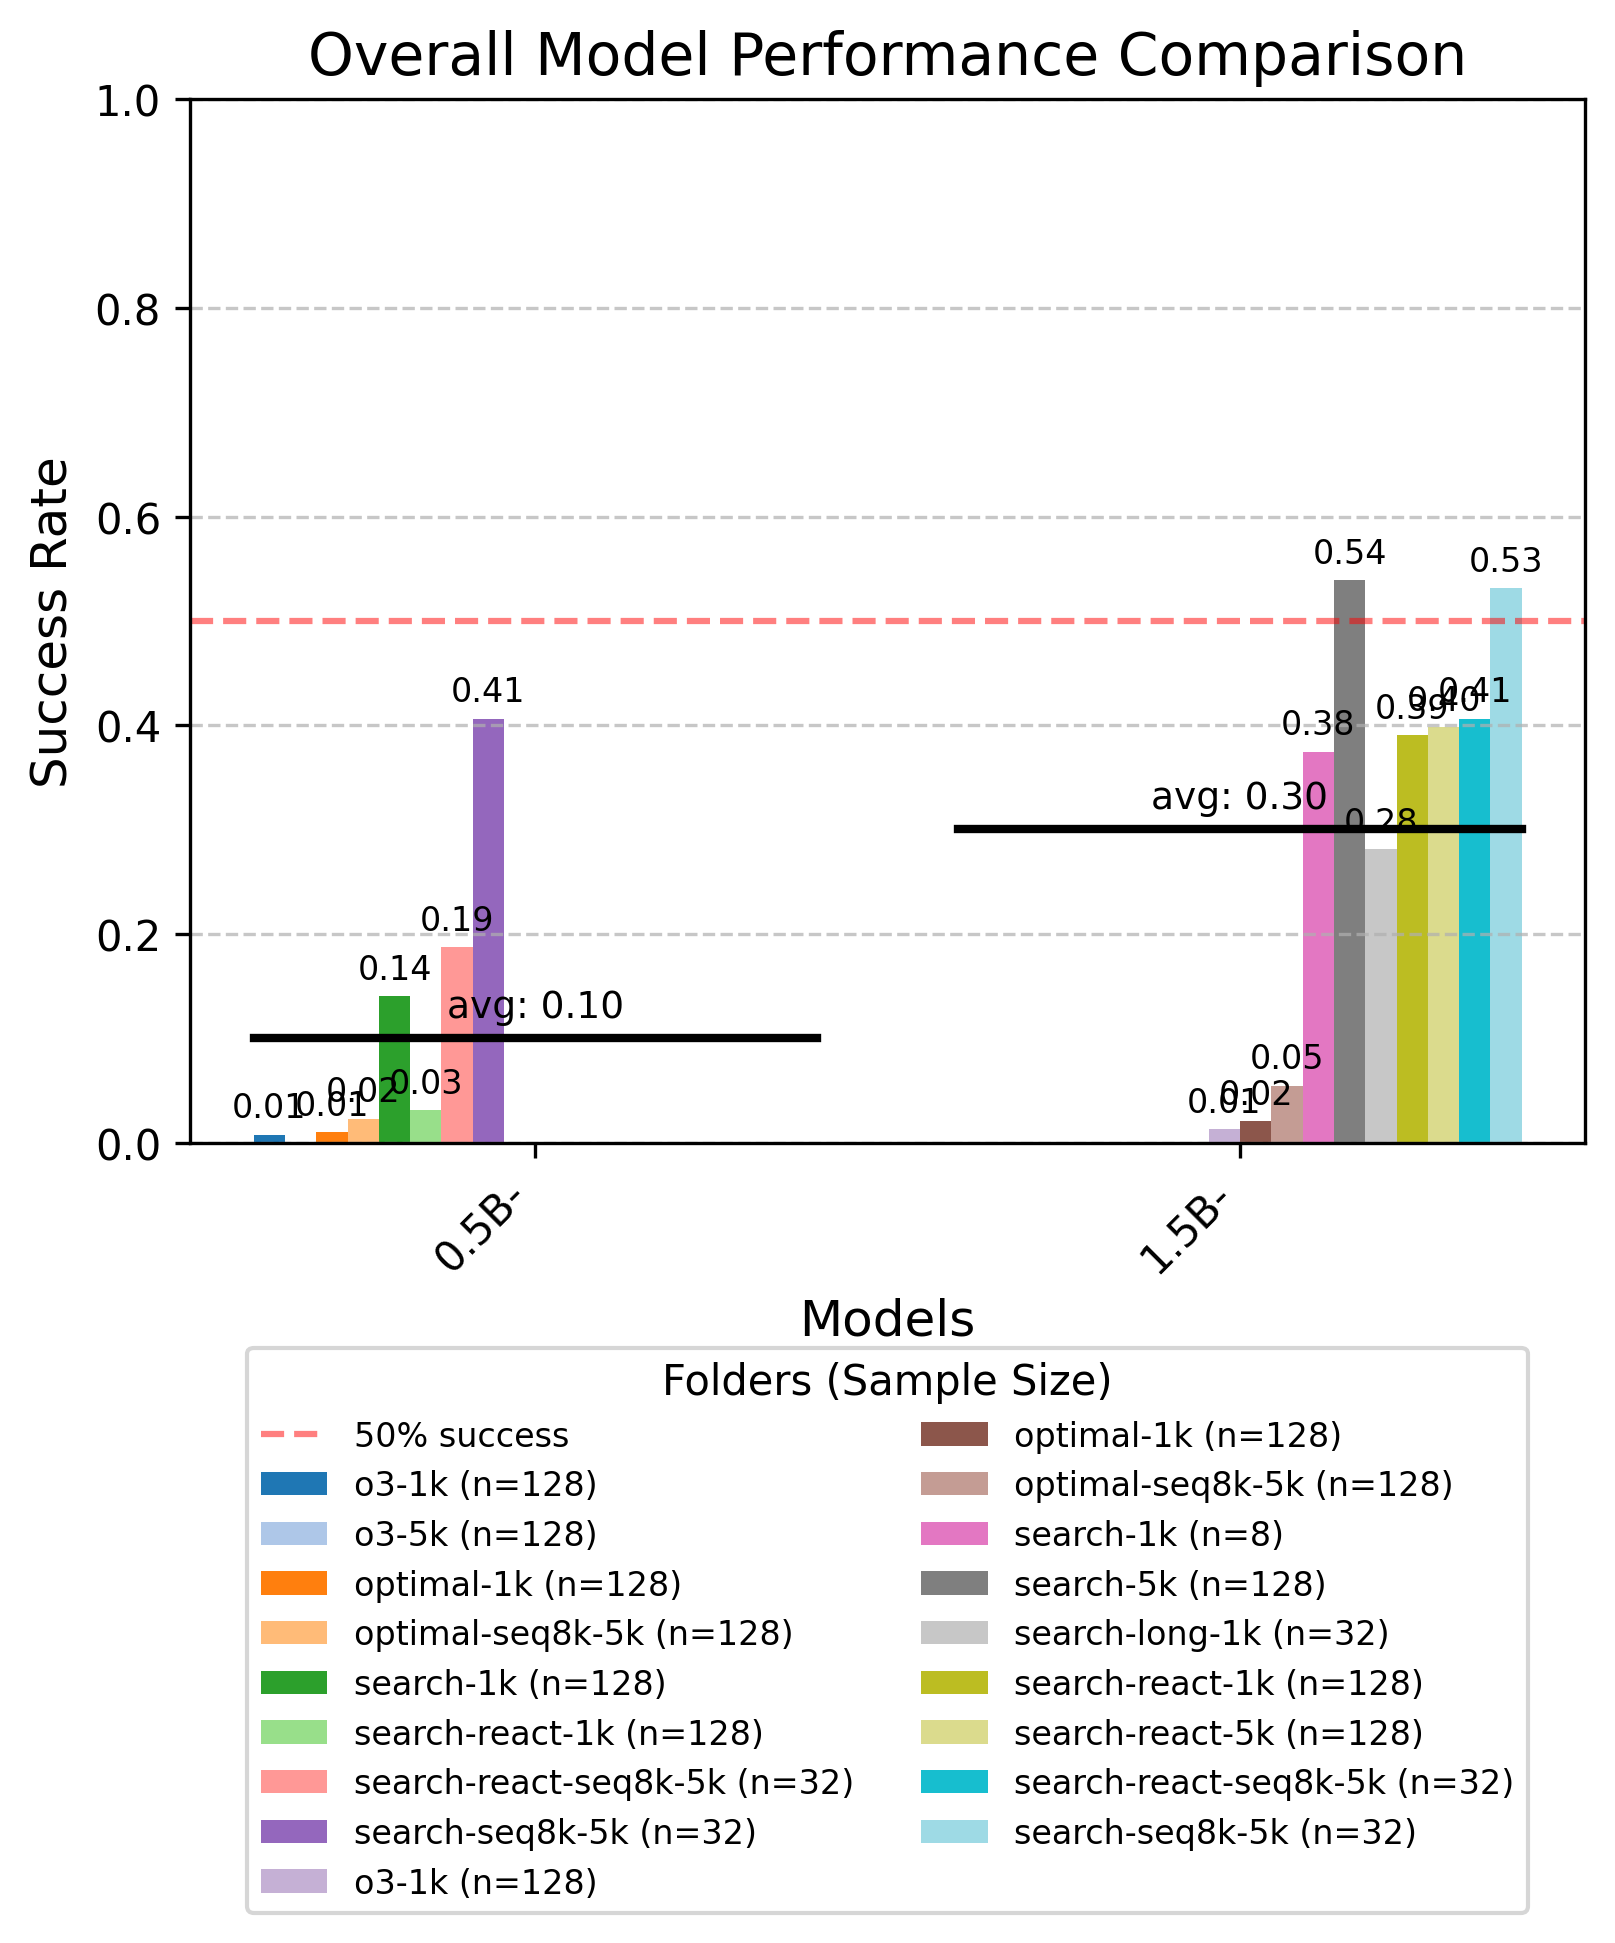 Overall Model Performance Comparison
1.0
0.8
0.6
0.4
0.2
0.0
Success Rate
0.01
0.01
0.02
0.14
0.03
0.19
0.41
avg: 0.10
0.01
0.02
0.05
0.38
0.54
0.28
0.39
0.40
0.41
0.53
avg: 0.30
0.5B-
1.5B-
Models
Folders (Sample Size)
50% success
o3-1k (n=128)
o3-5k (n=128)
optimal-1k (n=128)
optimal-seq8k-5k (n=128)
search-1k (n=128)
search-react-1k (n=128)
search-react-seq8k-5k (n=32)
search-seq8k-5k (n=32)
o3-1k (n=128)
optimal-1k (n=128)
optimal-seq8k-5k (n=128)
search-1k (n=8)
search-5k (n=128)
search-long-1k (n=32)
search-react-1k (n=128)
search-react-5k (n=128)
search-react-seq8k-5k (n=32)
search-seq8k-5k (n=32)